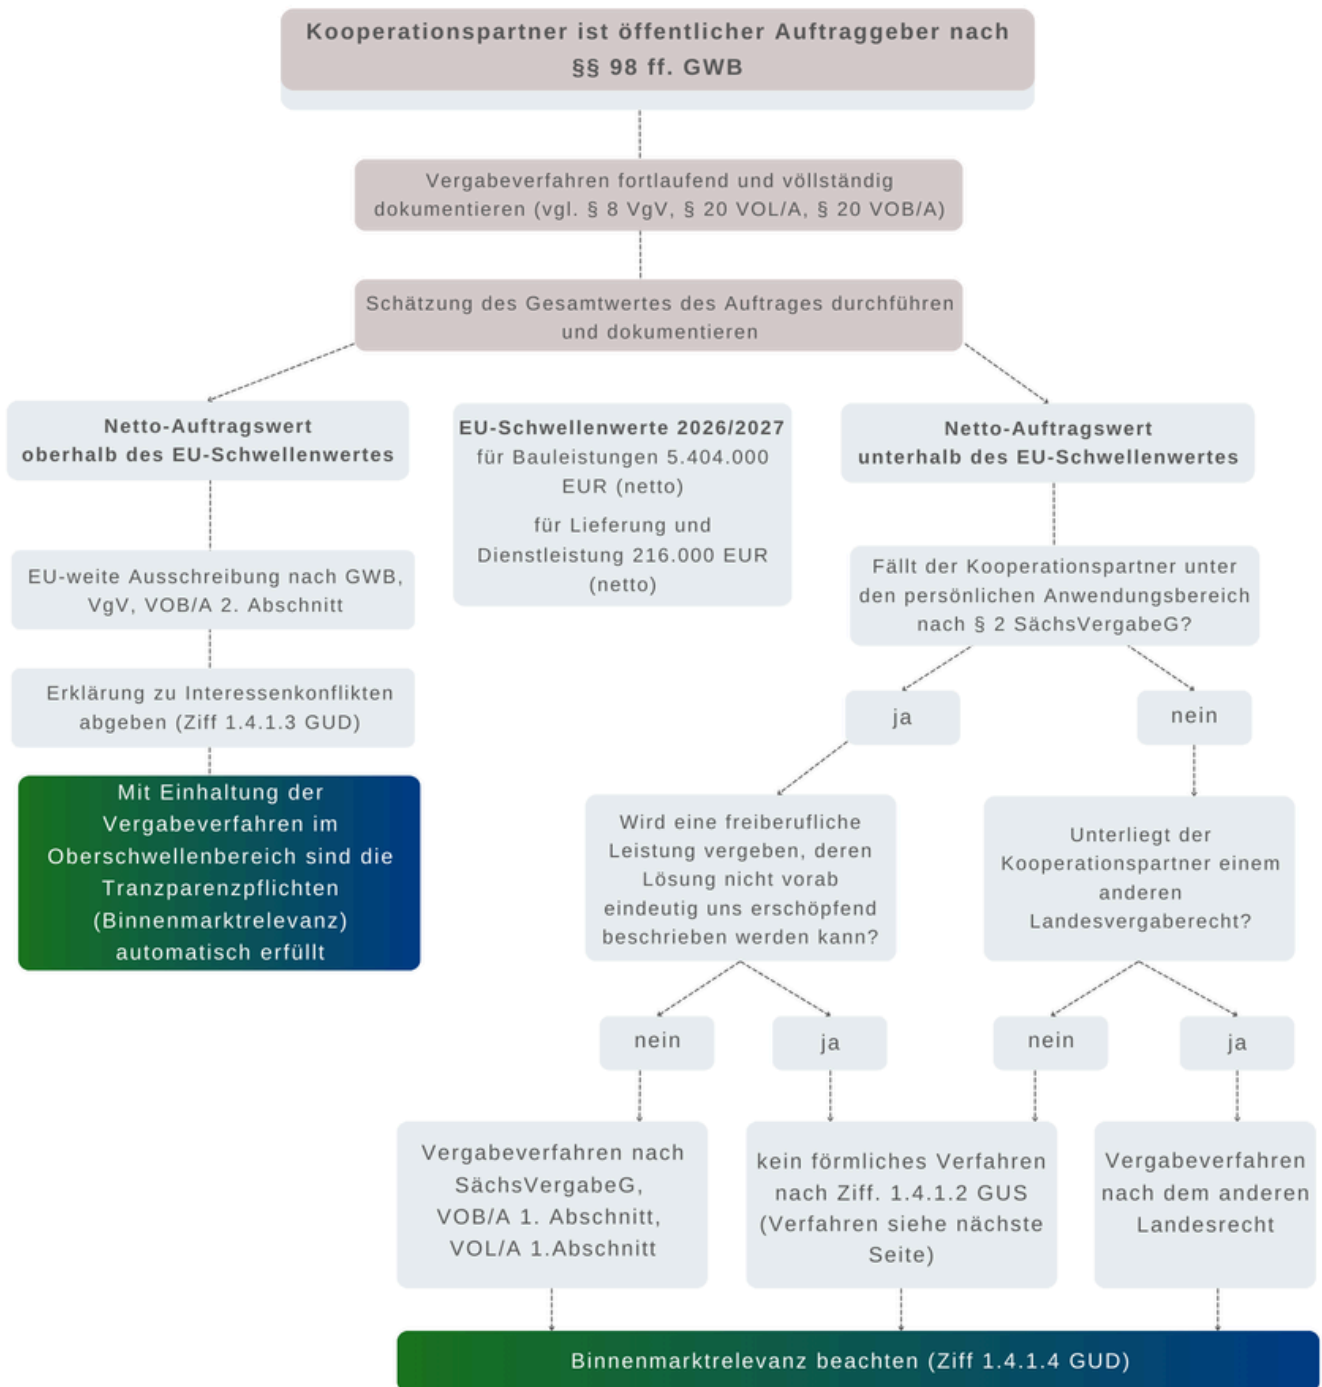 Kooperationspartner ist öffentlicher Auftraggeber nach
§§ 98 ff. GWB
Vergabeverfahren fortlaufend und völlständig
dokumentieren (vgl. § 8 VgV, § 20 VOL/A, § 20 VOB/A)
Schätzung des Gesamtwertes des Auftrages durchführen
und dokumentieren
Netto-Auftragswert
oberhalb des EU-Schwellenwertes
EU-weite Ausschreibung nach GWB,
VgV, VOB/A 2. Abschnitt
Erklärung zu Interessenkonflikten
abgeben (Ziff 1.4.1.3 GUD)
Mit Einhaltung der
Vergabeverfahren im
Oberschwellenbereich sind die
Tranzparenzpflichten
(Binnenmarktrelevanz)
automatisch erfüllt
EU-Schwellenwerte 2026/2027
für Bauleistungen 5.404.000
EUR (netto)
für Lieferung und
Dienstleistung 216.000 EUR
(netto)
Netto-Auftragswert
unterhalb des EU-Schwellenwertes
Fällt der Kooperationspartner unter
den persönlichen Anwendungsbereich
nach § 2 SächsVergabeG?
ja
nein
Wird eine freiberufliche
Leistung vergeben, deren
Lösung nicht vorab
eindeutig uns erschöpfend
beschrieben werden kann?
Unterliegt der
Kooperationspartner einem
anderen
Landesvergaberecht?
nein
ja
nein
ja
Vergabeverfahren nach
SächsVergabeG,
VOB/A 1. Abschnitt,
VOL/A 1.Abschnitt
kein förmliches Verfahren
nach Ziff. 1.4.1.2 GUS
(Verfahren siehe nächste
Seite)
Vergabeverfahren
nach dem anderen
Landesrecht
Binnenmarktrelevanz beachten (Ziff 1.4.1.4 GUD)